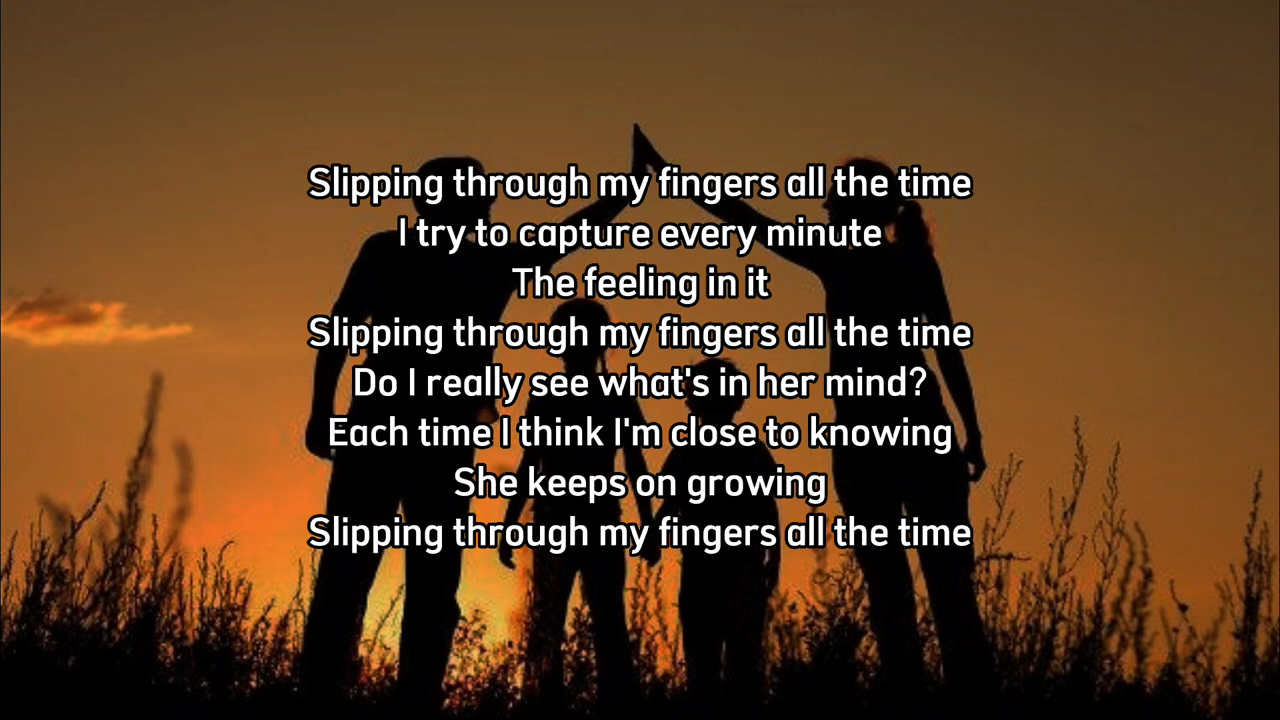 Slipping through my fingers all the time
I try to capture every minute
The feeling in it
Slipping through my fingers all the time
Do I really see what's in her mind?
Each time I think I'm close to knowing
She keeps on growing
Slipping through my fingers all the time